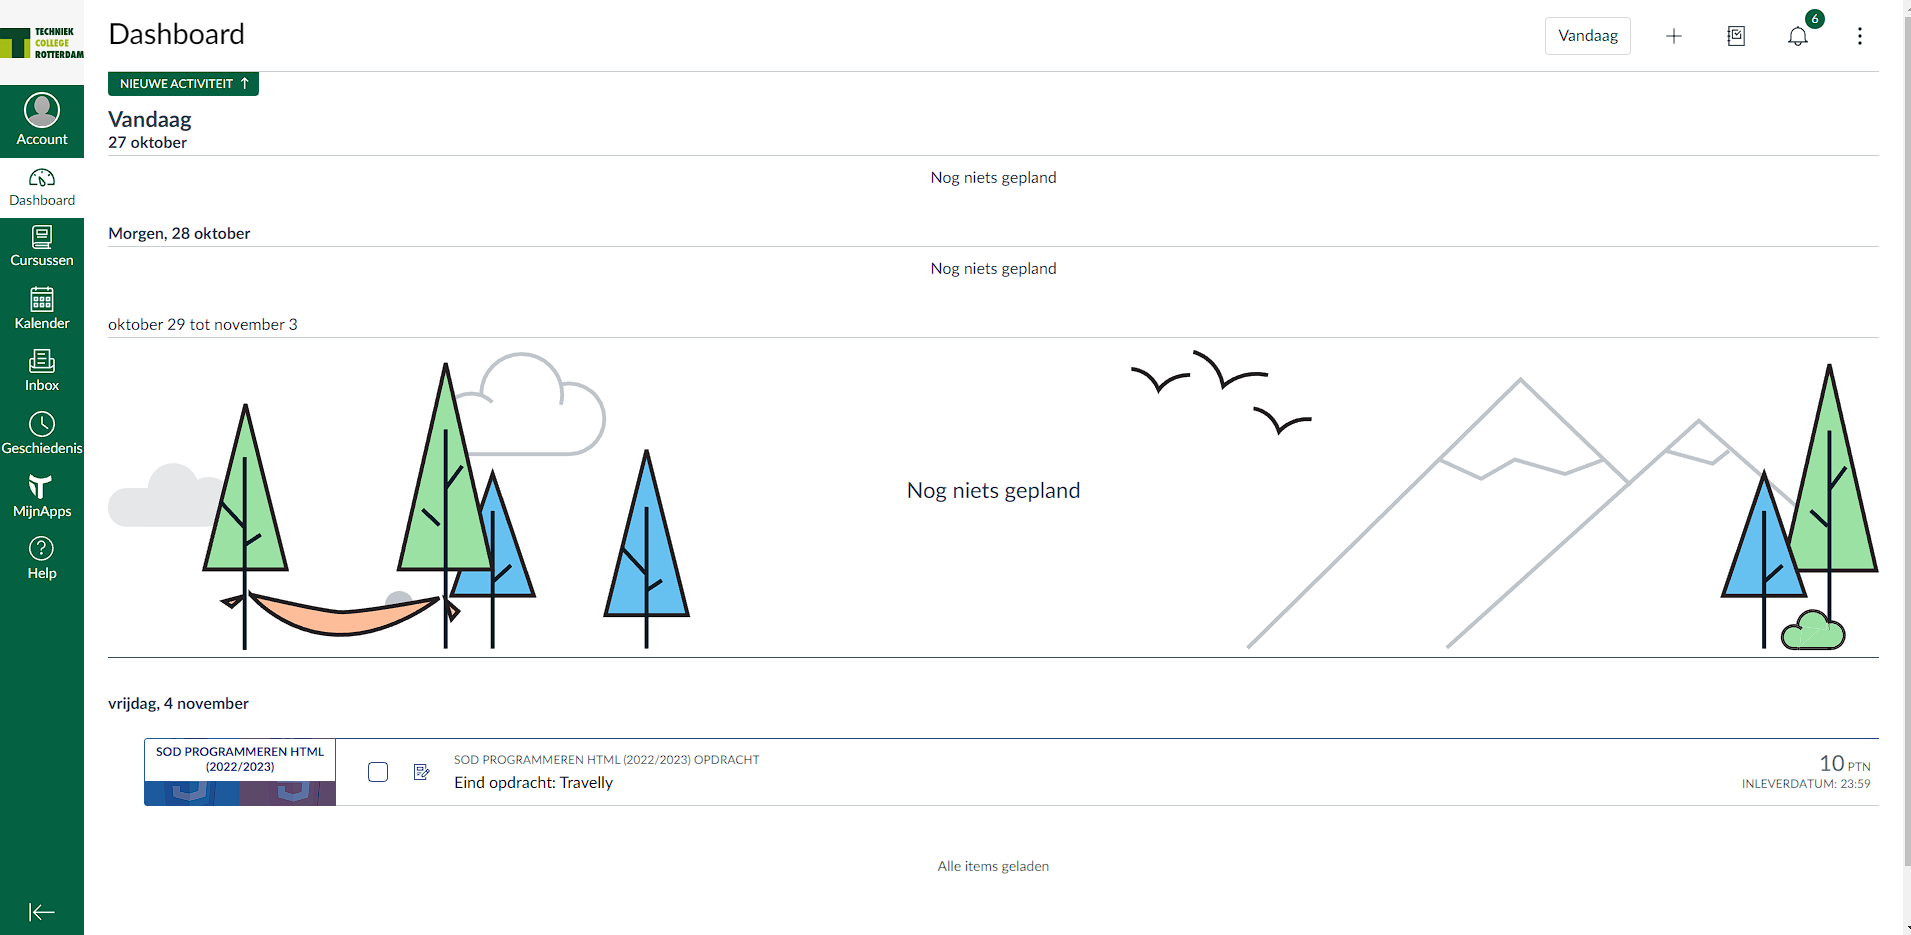 TECHNIEK
COLLEGE
ROTTERDAM
Account
Dashboard
Cursussen
Kalender
Inbox
Geschiedenis
MijnApps
Help
Dashboard
Vandaag
6
NIEUWE ACTIVITEIT ↑
Vandaag
27 oktober
Nog niets gepland
Morgen, 28 oktober
Nog niets gepland
oktober 29 tot november 3
Nog niets gepland
vrijdag, 4 november
SOD PROGRAMMEREN HTML
(2022/2023)
SOD PROGRAMMEREN HTML (2022/2023) OPDRACHT
Eind opdracht: Travelly
10 PTN
INLEVERDATUM: 23:59
Alle items geladen